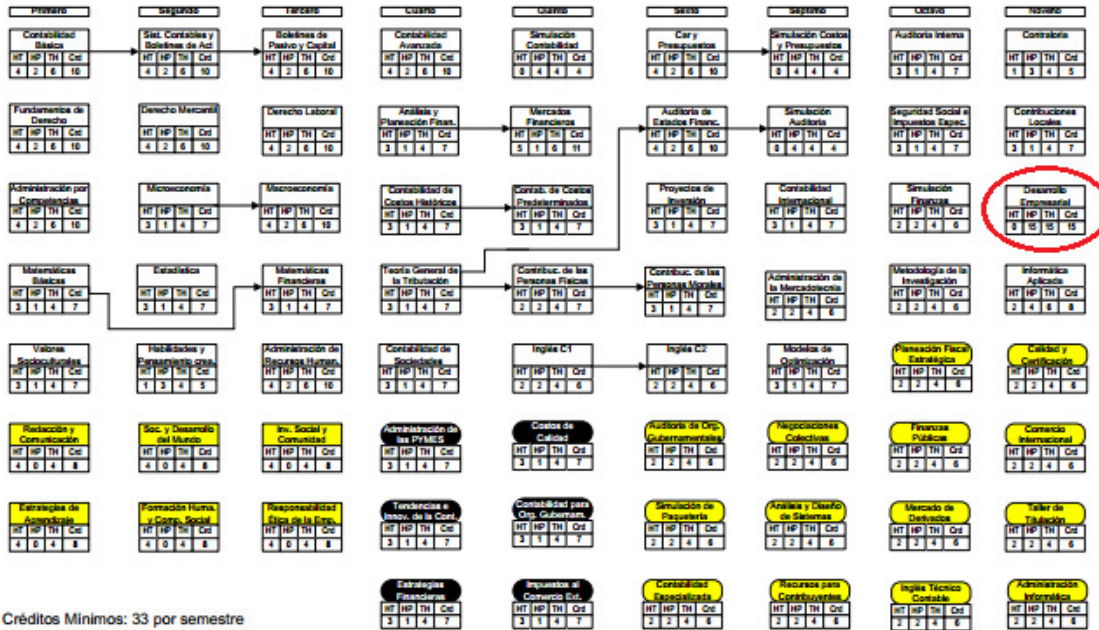 Primero Segundo Tercero Cuarto Quinto Sexto Séptimo Octavo Noveno
Contabilidad Básica
HT HP TH Crd
4 2 6 10
Sist. Contables y Boletines de Act
HT HP TH Crd
4 2 6 10
Boletines de Pasivo y Capital
HT HP TH Crd
4 2 6 10
Contabilidad Avanzada
HT HP TH Crd
4 2 6 10
Simulación Contabilidad
HT HP TH Crd
0 4 4 4
Car y Presupuestos
HT HP TH Crd
4 2 6 10
Simulación Costos y Presupuestos
HT HP TH Crd
0 4 4 4
Auditoría Interna
HT HP TH Crd
3 1 4 7
Contraloría
HT HP TH Crd
1 3 4 5
Fundamentos de Derecho
HT HP TH Crd
4 2 6 10
Derecho Mercantil
HT HP TH Crd
4 2 6 10
Derecho Laboral
HT HP TH Crd
4 2 6 10
Análisis y Planeación Finan.
HT HP TH Crd
3 1 4 7
Mercados Financieros
HT HP TH Crd
5 1 6 11
Auditoría de Estados Financ.
HT HP TH Crd
4 2 6 10
Simulación Auditoría
HT HP TH Crd
0 4 4 4
Seguridad Social e Impuestos Espec.
HT HP TH Crd
3 1 4 7
Contribuciones Locales
HT HP TH Crd
3 1 4 7
Administración por Competencias
HT HP TH Crd
4 2 6 10
Microeconomía
HT HP TH Crd
3 1 4 7
Macroeconomía
HT HP TH Crd
4 2 6 10
Contabilidad de Costos Históricos
HT HP TH Crd
3 1 4 7
Contab. de Costos Predeterminados
HT HP TH Crd
3 1 4 7
Proyectos de Inversión
HT HP TH Crd
3 1 4 7
Contabilidad Internacional
HT HP TH Crd
3 1 4 7
Simulación Finanzas
HT HP TH Crd
2 2 4 6
Desarrollo Empresarial
HT HP TH Crd
0 15 15 15
Matemáticas Básicas
HT HP TH Crd
3 1 4 7
Estadística
HT HP TH Crd
3 1 4 7
Matemáticas Financieras
HT HP TH Crd
3 1 4 7
Teoría General de la Tributación
HT HP TH Crd
3 1 4 7
Contribuc. de las Personas Físicas
HT HP TH Crd
2 2 4 7
Contribuc. de las Personas Morales
HT HP TH Crd
3 1 4 7
Administración de la Mercadotecnia
HT HP TH Crd
2 2 4 6
Metodología de la Investigación
HT HP TH Crd
2 2 4 6
Informática Aplicada
HT HP TH Crd
2 4 6 8
Valores Socioculturales
HT HP TH Crd
3 1 4 7
Habilidades y Pensamiento crea.
HT HP TH Crd
1 3 4 5
Administración de Recursos Human.
HT HP TH Crd
4 2 6 10
Contabilidad de Sociedades
HT HP TH Crd
3 1 4 7
Inglés C1
HT HP TH Crd
2 2 4 6
Inglés C2
HT HP TH Crd
2 2 4 6
Modelos de Optimización
HT HP TH Crd
3 1 4 7
Planeación Fiscal Estratégica
HT HP TH Crd
2 2 4 6
Calidad y Certificación
HT HP TH Crd
2 2 4 6
Redacción y Comunicación
HT HP TH Crd
4 0 4 8
Soc. y Desarrollo del Mundo
HT HP TH Crd
4 0 4 8
Inv. Social y Comunidad
HT HP TH Crd
4 0 4 8
Administración de las PYMES
HT HP TH Crd
3 1 4 7
Costos de Calidad
HT HP TH Crd
3 1 4 7
Auditoría de Org. Gubernamentales
HT HP TH Crd
2 2 4 6
Negociaciones Colectivas
HT HP TH Crd
2 2 4 6
Finanzas Públicas
HT HP TH Crd
2 2 4 6
Comercio Internacional
HT HP TH Crd
2 2 4 6
Estrategias de Aprendizaje
HT HP TH Crd
4 0 4 8
Formación Huma. y Comp. Social
HT HP TH Crd
4 0 4 8
Responsabilidad Ética de la Emp.
HT HP TH Crd
4 0 4 8
Tendencias e Innov. de la Cont.
HT HP TH Crd
3 1 4 7
Contabilidad para Org. Gubernam.
HT HP TH Crd
3 1 4 7
Simulación de Paquetería
HT HP TH Crd
2 2 4 6
Análisis y Diseño de Sistemas
HT HP TH Crd
2 2 4 6
Mercado de Derivados
HT HP TH Crd
2 2 4 6
Taller de Titulación
HT HP TH Crd
2 2 4 6
Estrategias Financieras
HT HP TH Crd
3 1 4 7
Impuestos al Comercio Ext.
HT HP TH Crd
3 1 4 7
Contabilidad Especializada
HT HP TH Crd
2 2 4 6
Recursos para Contribuyentes
HT HP TH Crd
2 2 4 6
Inglés Técnico Contable
HT HP TH Crd
2 2 4 6
Administración Informática
HT HP TH Crd
2 2 4 6
Créditos Mínimos: 33 por semestre